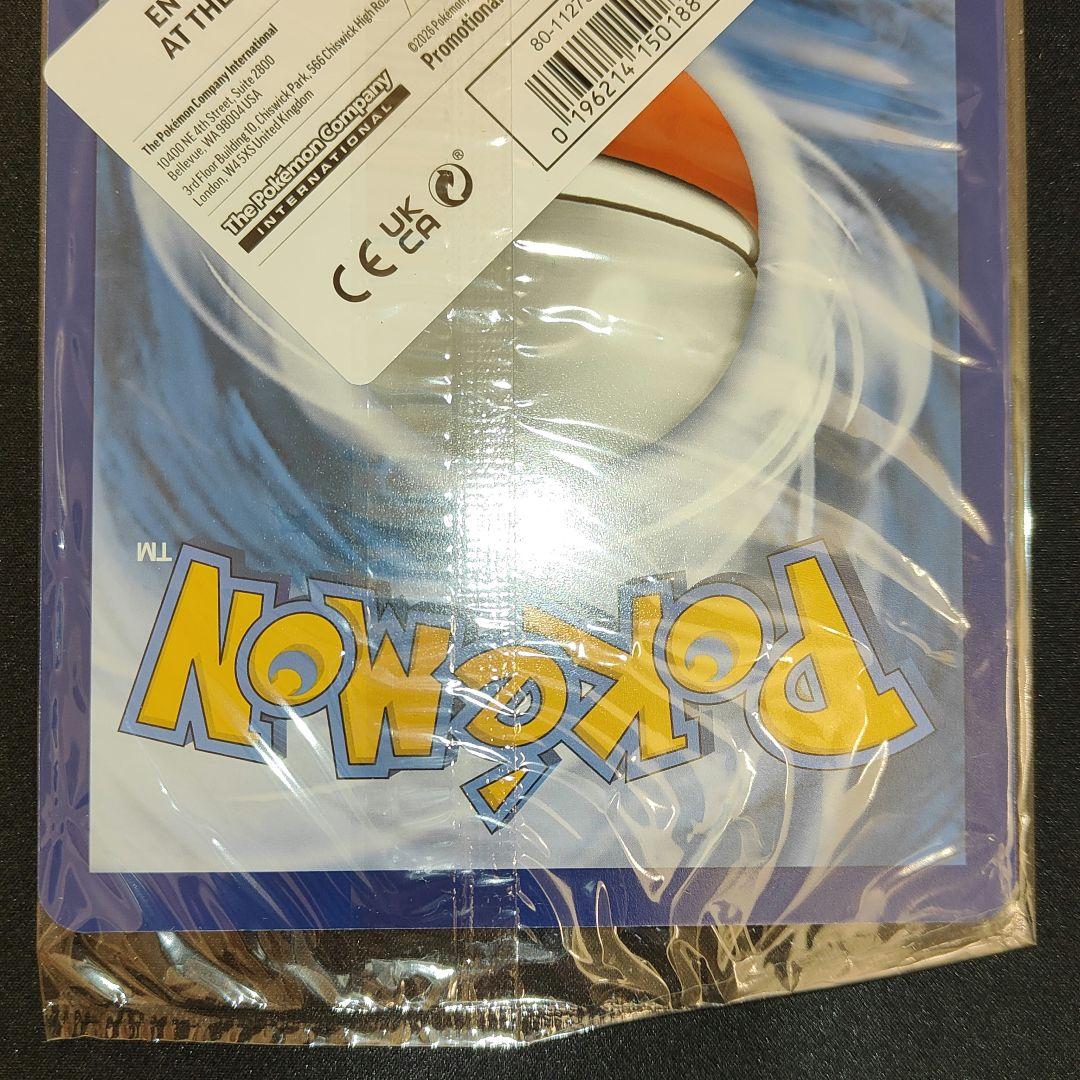 EN
AT THE
The Pokémon Company International
10400 NE 4th Street, Suite 2800
Bellevue, WA 98004 USA
3rd Floor Building 10, Chiswick Park, 566 Chiswick High Roa
London, W4 5XS United Kingdom
©2026 Pokémon
Promotional
The Pokémon Company
INTERNATIONAL
CE
UK
CA
®
80-1127
0 196214 150188
POKéMON
TM